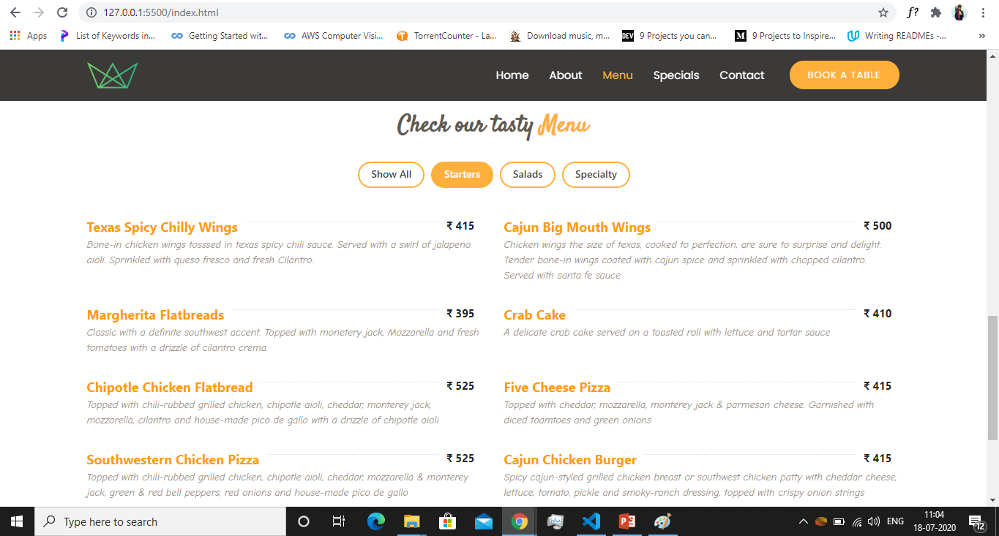 127.0.0.1:5500/index.html
f?
Apps
List of Keywords in...
Getting Started wit...
AWS Computer Visi...
TorrentCounter - La...
Download music, m...
DEV
9 Projects you can...
M
9 Projects to Inspire...
Writing READMEs -...
»
Home
About
Menu
Specials
Contact
BOOK A TABLE
Check our tasty Menu
Show All
Starters
Salads
Specialty
Texas Spicy Chilly Wings
₹ 415
Bone-in chicken wings tosssed in texas spicy chili sauce. Served with a swirl of jalapeno
aioli. Sprinkled with queso fresco and fresh Cilantro.
Cajun Big Mouth Wings
₹ 500
Chicken wings the size of texas, cooked to perfection, are sure to surprise and delight.
Tender bone-in wings coated with cajun spice and sprinkled with chopped cilantro.
Served with santa fe sauce
Margherita Flatbreads
₹ 395
Classic with a definite southwest accent. Topped with monetery jack, Mozzarella and fresh
tomatoes with a drizzle of cilantro crema.
Crab Cake
₹ 410
A delicate crab cake served on a toasted roll with lettuce and tartar sauce
Chipotle Chicken Flatbread
₹ 525
Topped with chili-rubbed grilled chicken, chipotle aioli, cheddar, monterey jack,
mozzarella, cilantro and house-made pico de gallo with a drizzle of chipotle aioli
Five Cheese Pizza
₹ 415
Topped with cheddar, mozzarella, monterey jack & parmesan cheese. Garnished with
diced toamtoes and green onions
Southwestern Chicken Pizza
₹ 525
Topped with chili-rubbed grilled chicken, chipotle aioli, cheddar, mozzarella & monterey
jack, green & red bell peppers, red onions and house-made pico de gallo
Cajun Chicken Burger
₹ 415
Spicy cajun-styled grilled chicken breast or southwest chicken patty with cheddar cheese,
lettuce, tomato, pickle and smoky-ranch dressing, topped with crispy onion strings
Type here to search
ENG
11:04
18-07-2020
12